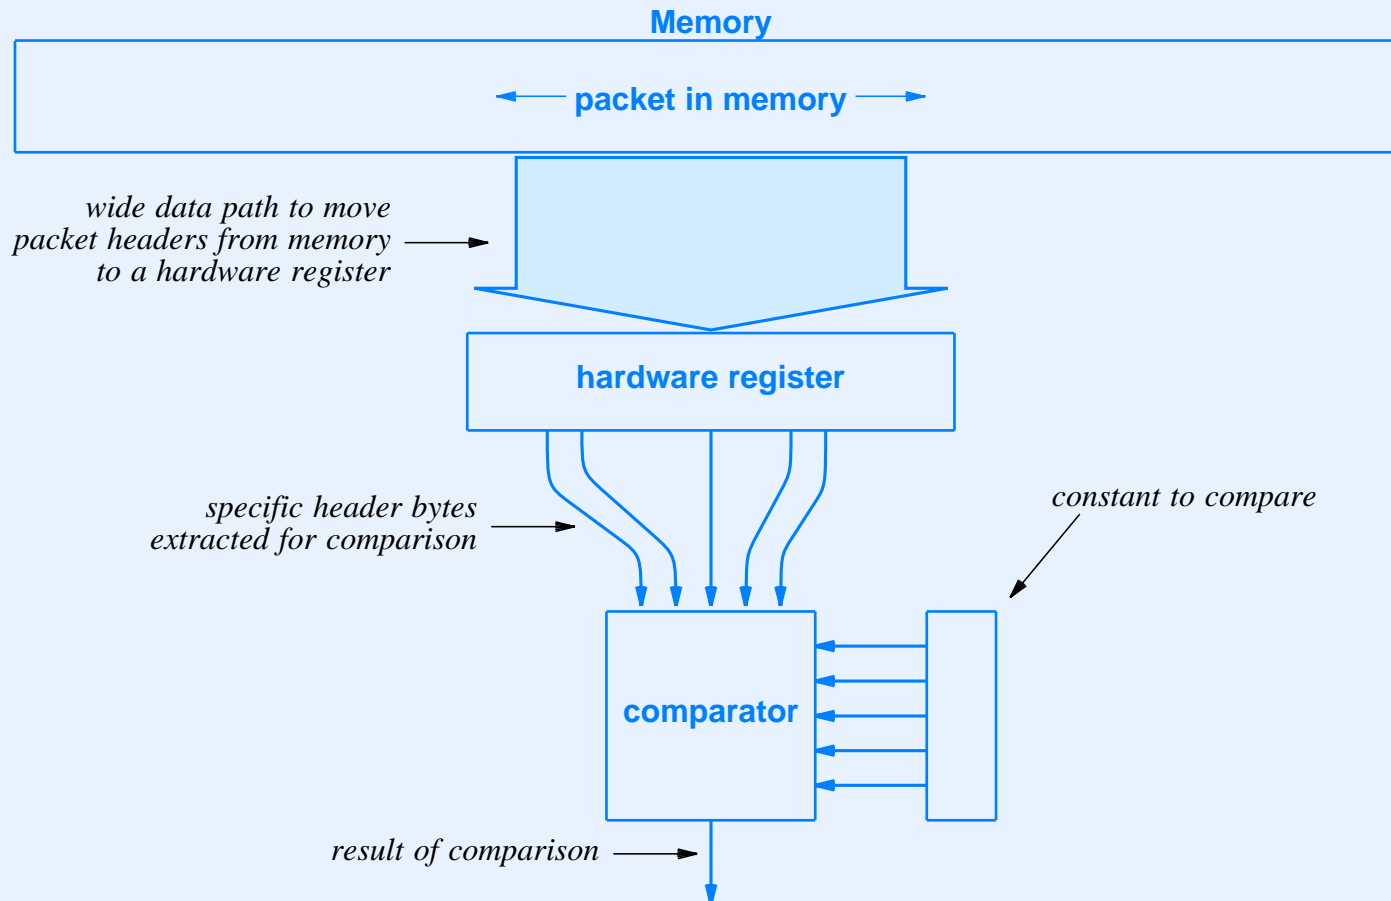 Memory
packet in memory
wide data path to move
packet headers from memory
to a hardware register
hardware register
specific header bytes
extracted for comparison
constant to compare
comparator
result of comparison